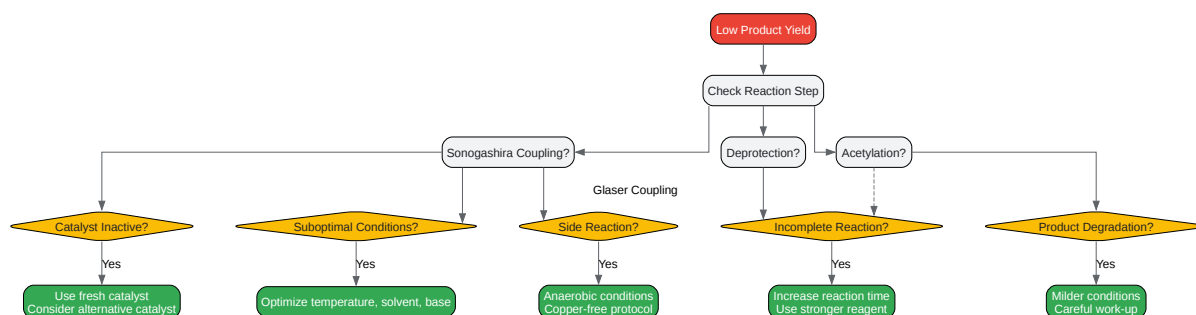 Low Product Yield
Check Reaction Step
Sonogashira Coupling?
Deprotection?
Acetylation?
Glaser Coupling
Catalyst Inactive?
Suboptimal Conditions?
Side Reaction?
Incomplete Reaction?
Product Degradation?
Yes
Yes
Yes
Yes
Yes
Use fresh catalyst
Consider alternative catalyst
Optimize temperature, solvent, base
Anaerobic conditions
Copper-free protocol
Increase reaction time
Use stronger reagent
Milder conditions
Careful work-up